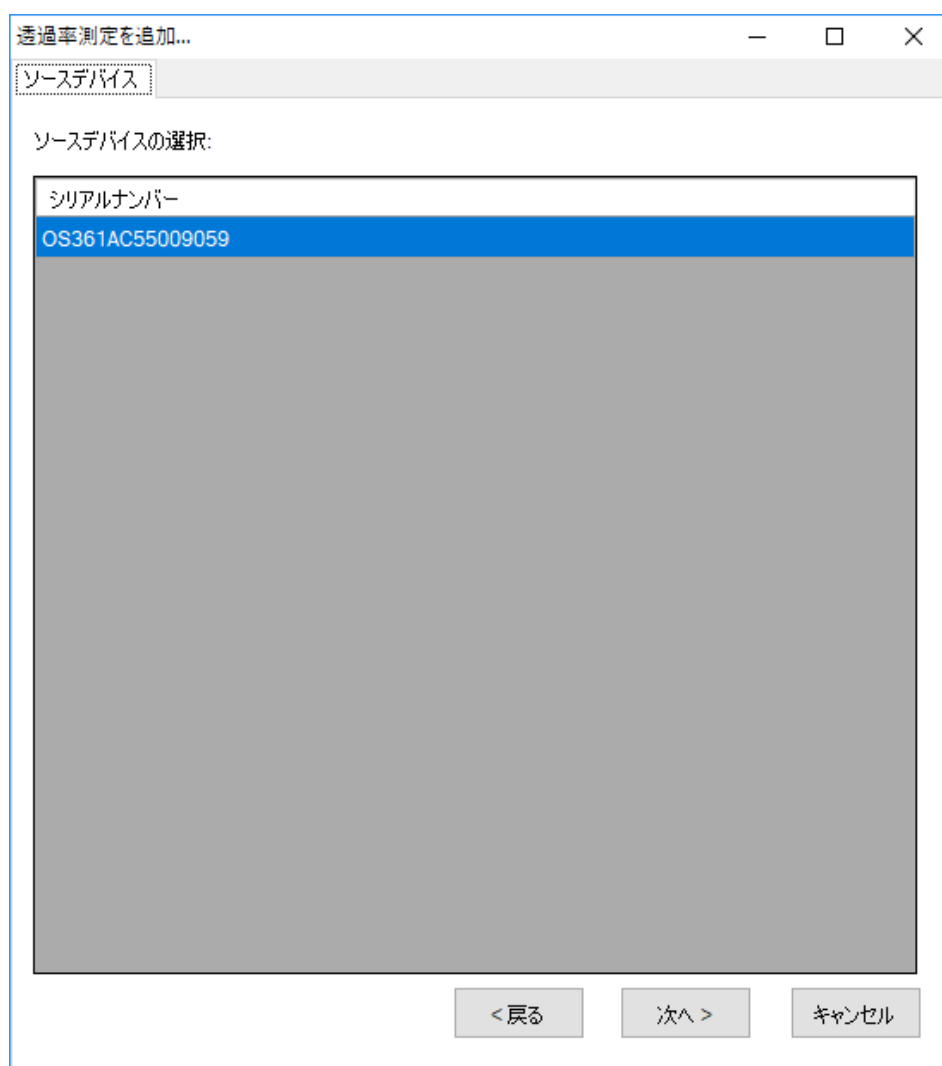 透過率測定を追加...
ソースデバイス
ソースデバイスの選択:
シリアルナンバー
OS361AC55009059
<戻る 次へ > キャンセル